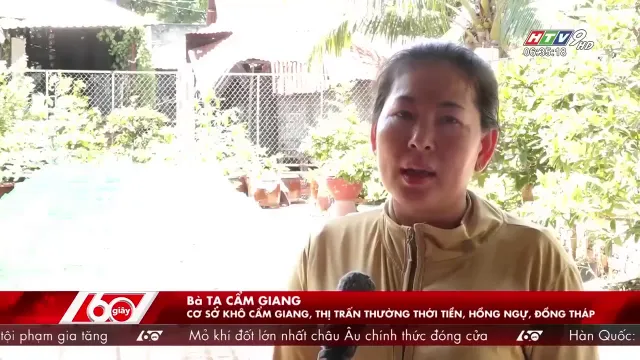 HTV9 HD
06:35:18
Bà TẠ CẨM GIANG
60 giây
CƠ SỞ KHÔ CẨM GIANG, THỊ TRẤN THƯỜNG THỚI TIỀN, HỒNG NGỰ, ĐỒNG THÁP
tội phạm gia tăng 60 Mỏ khí đốt lớn nhất châu Âu chính thức đóng cửa 60 Hàn Quốc: